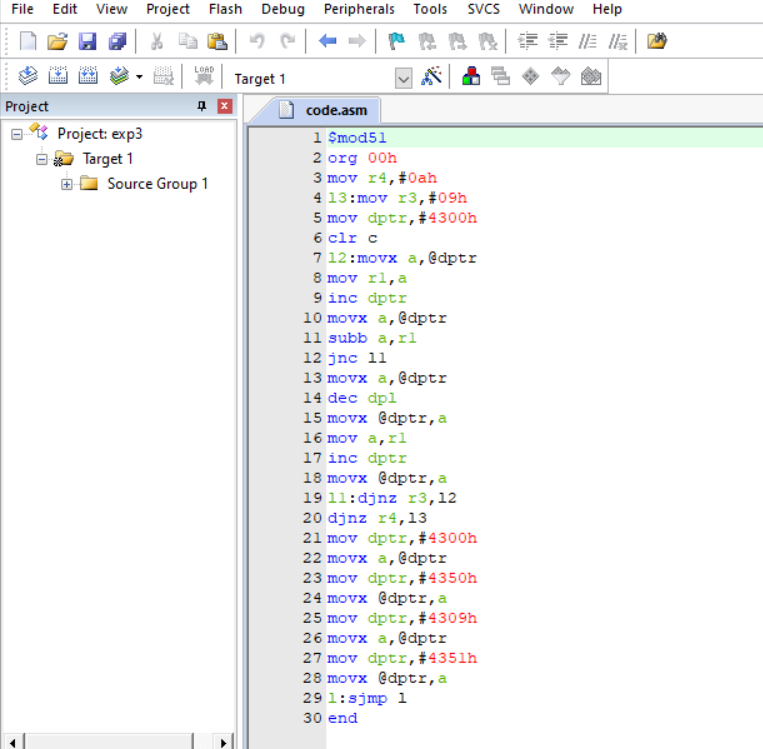 File Edit View Project Flash Debug Peripherals Tools SVCS Window Help
LOAD
Target 1
Project
code.asm
Project: exp3
Target 1
Source Group 1
1 $mod51
2 org 00h
3 mov r4,#0ah
4 l3:mov r3,#09h
5 mov dptr,#4300h
6 clr c
7 l2:movx a,@dptr
8 mov r1,a
9 inc dptr
10 movx a,@dptr
11 subb a,r1
12 jnc l1
13 movx a,@dptr
14 dec dpl
15 movx @dptr,a
16 mov a,r1
17 inc dptr
18 movx @dptr,a
19 l1:djnz r3,l2
20 djnz r4,l3
21 mov dptr,#4300h
22 movx a,@dptr
23 mov dptr,#4350h
24 movx @dptr,a
25 mov dptr,#4309h
26 movx a,@dptr
27 mov dptr,#4351h
28 movx @dptr,a
29 l:sjmp l
30 end